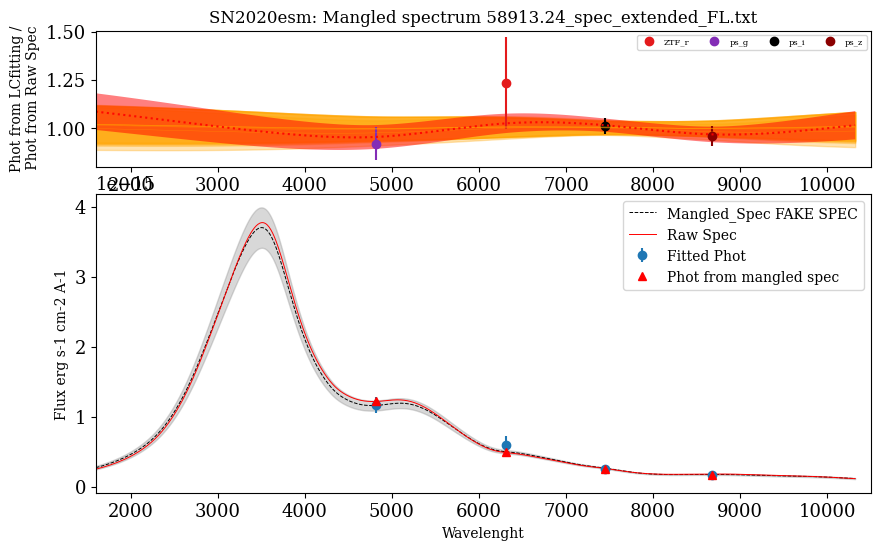 SN2020esm: Mangled spectrum 58913.24_spec_extended_FL.txt
Phot from LCfitting /
Phot from Raw Spec
1.50
1.25
1.00
ZTF_r ps_g ps_i ps_z
2000 3000 4000 5000 6000 7000 8000 9000 10000
1e−15
Flux erg s-1 cm-2 A-1
4
3
2
1
0
Mangled_Spec FAKE SPEC
Raw Spec
Fitted Phot
Phot from mangled spec
2000 3000 4000 5000 6000 7000 8000 9000 10000
Wavelenght